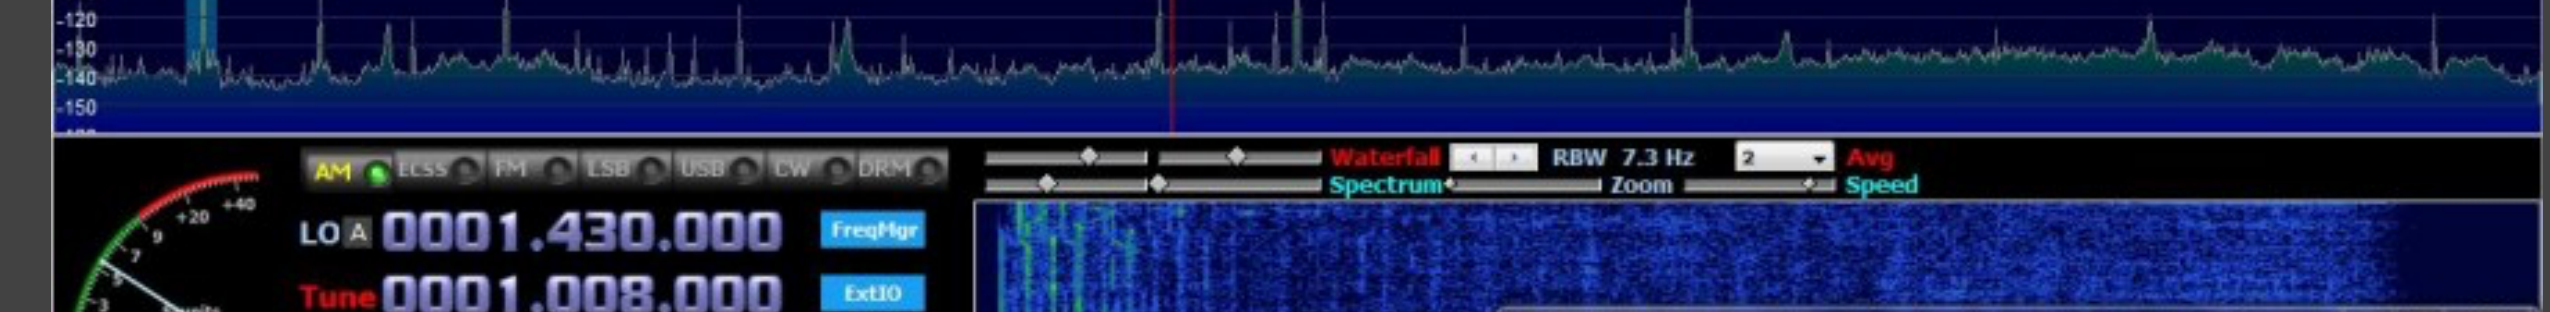 -120
-130
-140
-150
AM ECSS FM LSB USB CW DRM
Waterfall RBW 7.3 Hz 2 Avg
Spectrum Zoom Speed
+20 +40
9
7
5
3
LO A 0001.430.000 FreqMgr
Tune 0001.008.000 ExtIO